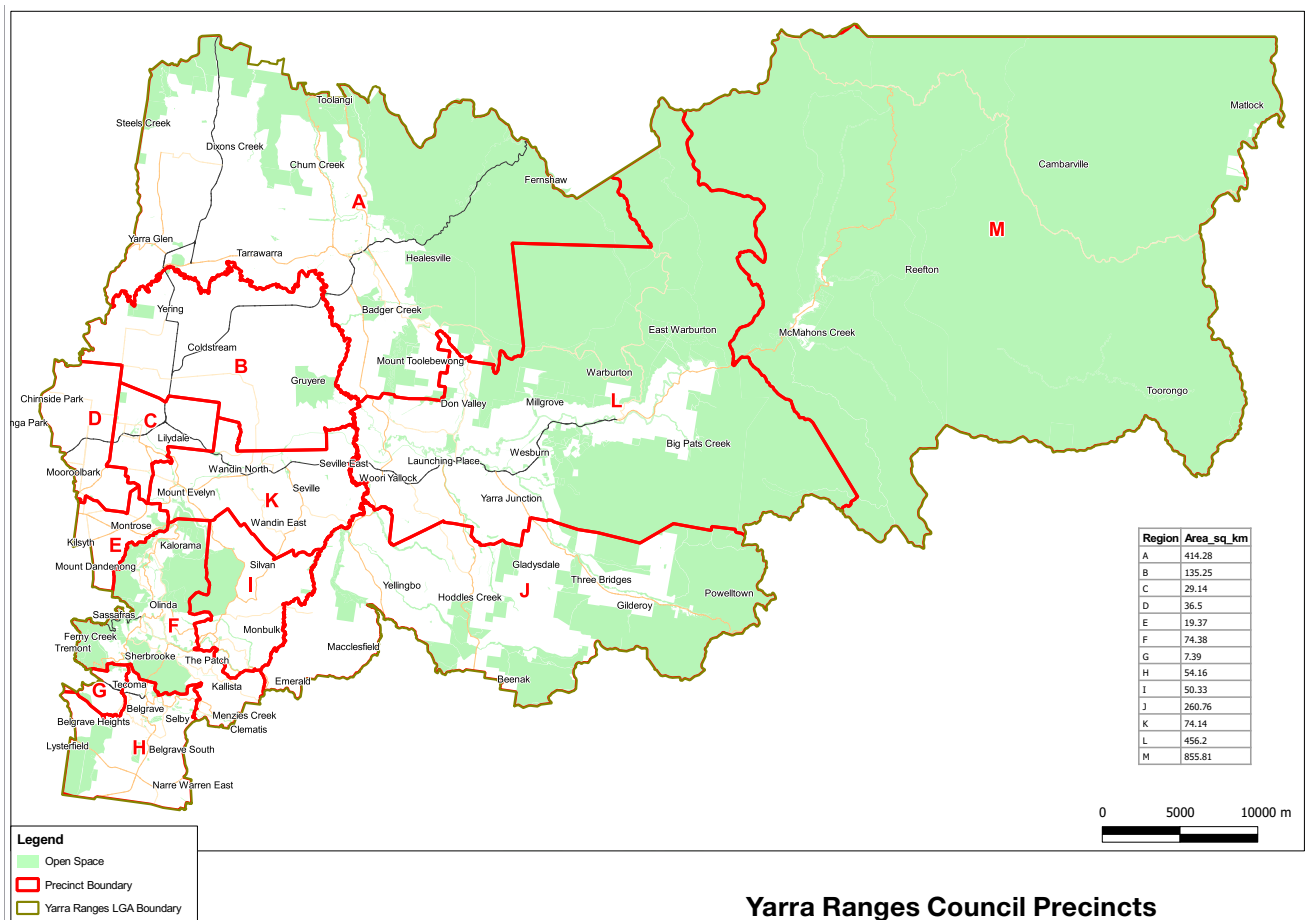 Matlock
Toolangi
Steels Creek
Dixons Creek
Chum Creek
Cambarville
Fernshaw
A
M
Yarra Glen
Tarrawarra
Healesville
Reefton
Yering
Badger Creek
East Warburton
McMahons Creek
Coldstream
B
Mount Toolebewong
Gruyere
Warburton
Toorongo
Chirnside Park
Don Valley
Millgrove
L
nga Park
D
C
Lilydale
Big Pats Creek
Wesburn
Mooroolbark
Wandin North
Seville East
Launching Place
Woori Yallock
Mount Evelyn
Seville
K
Yarra Junction
Montrose
Wandin East
Kilsyth
E
Kalorama
Mount Dandenong
Silvan
I
Gladysdale
Three Bridges
Yellingbo
Hoddles Creek
J
Powelltown
Gilderoy
Olinda
Sassafras
F
Monbulk
Ferny Creek
Tremont
Macclesfield
Sherbrooke
The Patch
Tecoma
Kallista
Emerald
Beenak
G
Belgrave
Selby
Menzies Creek
Belgrave Heights
Clematis
Lysterfield
H
Belgrave South
Narre Warren East
Region Area_sq_km
A 414.28
B 135.25
C 29.14
D 36.5
E 19.37
F 74.38
G 7.39
H 54.16
I 50.33
J 260.76
K 74.14
L 456.2
M 855.81
0 5000 10000 m
Legend
Open Space
Precinct Boundary
Yarra Ranges LGA Boundary
Yarra Ranges Council Precincts